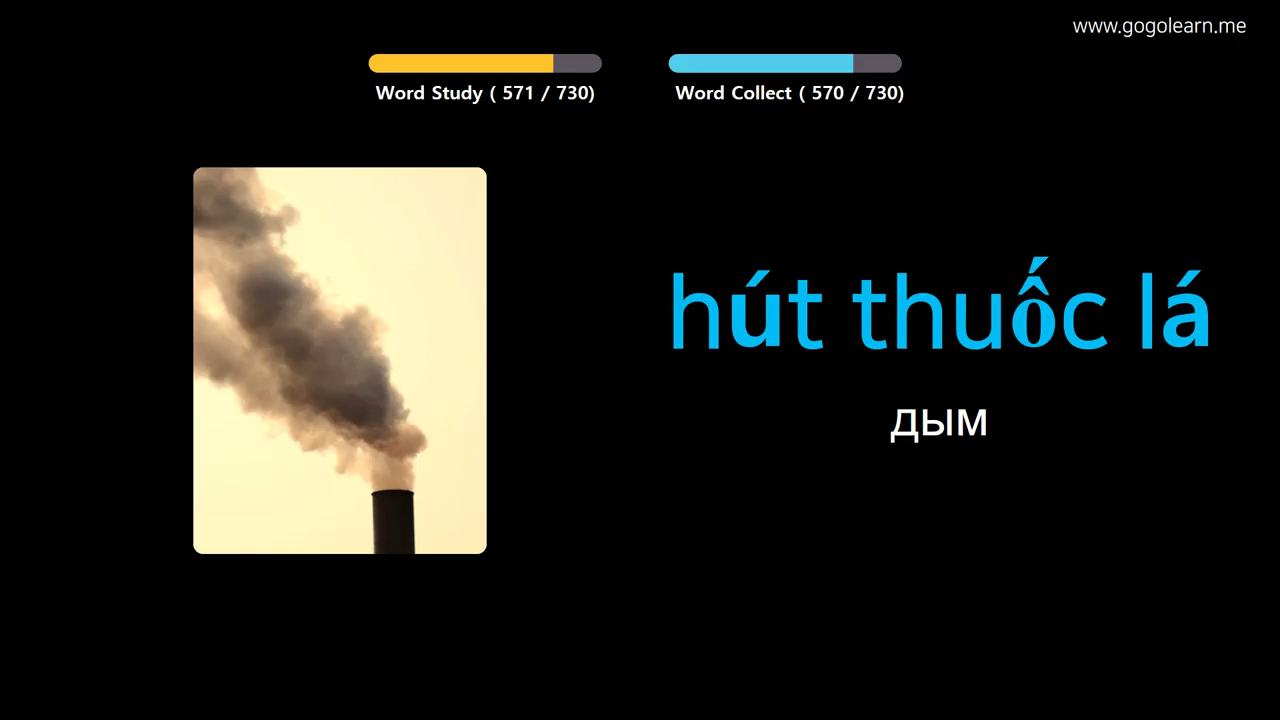 www.gogolearn.me
Word Study ( 571 / 730)
Word Collect ( 570 / 730)
hút thuốc lá
дым